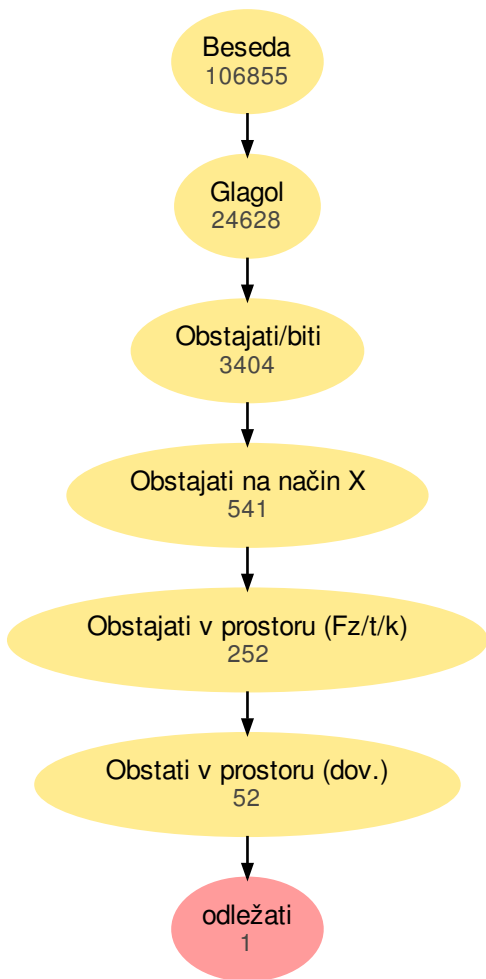 Beseda
106855
Glagol
24628
Obstajati/biti
3404
Obstajati na način X
541
Obstajati v prostoru (Fz/t/k)
252
Obstati v prostoru (dov.)
52
odležati
1